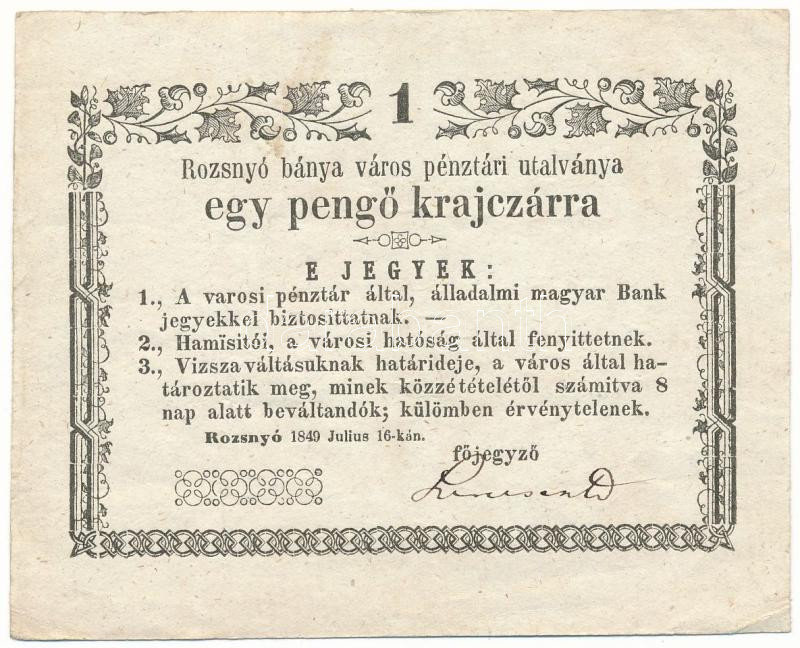 1
Rozsnyó bánya város pénztári utalványa
egy pengő krajczárra
E JEGYEK:
1., A varosi pénztár által, álladalmi magyar Bank
jegyekkel biztosittatnak. —
2., Hamïsitói, a városi hatóság által fenyittetnek.
3., Vizsza váltásuknak határideje, a város által ha-
tároztatik meg, minek közzétételétől számitva 8
nap alatt beváltandók; külömben érvénytelenek.
Rozsnyó 1849 Julius 16-kán.
főjegyző